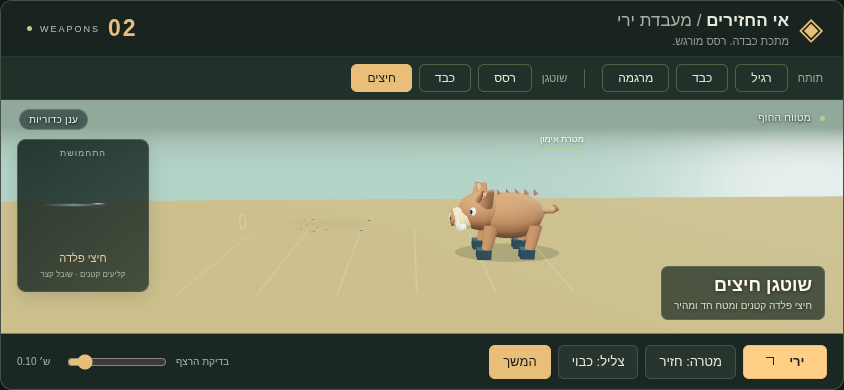 אי החזירים / מעבדת ירי
מתכת כבדה. רסס מורגש.
WEAPONS 02
תותח רגיל כבד מרגמה שוטגן רסס כבד חיצים
מטווח החוף
ענן כדוריות
מטרת אימון
התחמושת
חיצי פלדה
קליעים קטנים · שובל קצר
שוטגן חיצים
חיצי פלדה קטנים ומטח חד ומהיר
ירי ר מטרה: חזיר צליל: כבוי המשך
בדיקת הרצף 0.10 ש׳